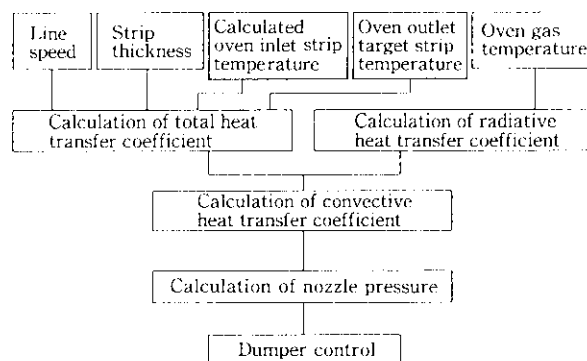 Line
speed
Strip
thickness
Calculated
oven inlet strip
temperature
Oven outlet
target strip
temperature
Oven gas
temperature
Calculation of total heat
transfer coefficient
Calculation of radiative
heat transfer coefficient
Calculation of convective
heat transfer coefficient
Calculation of nozzle pressure
Dumper control